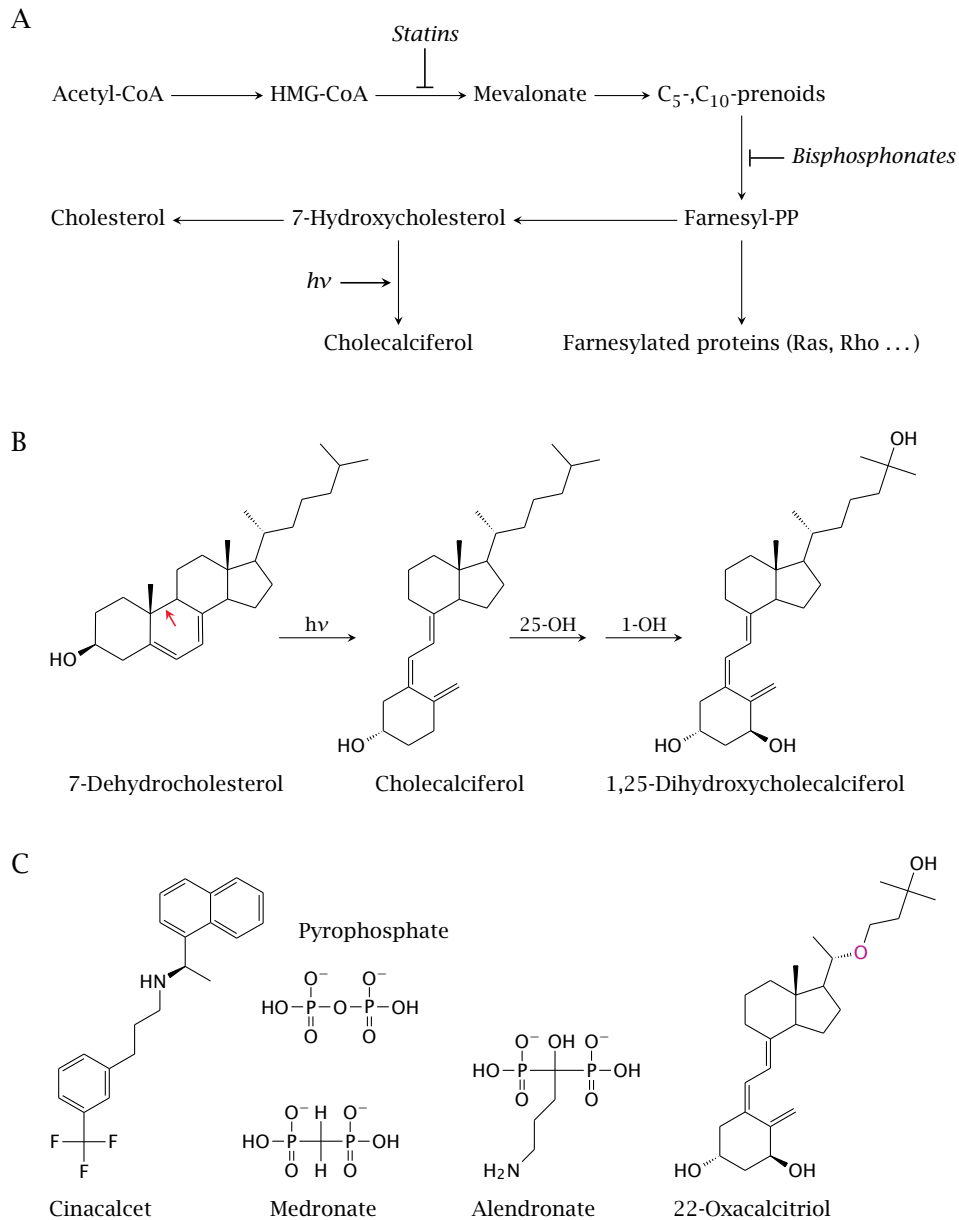 A
Statins
Acetyl-CoA HMG-CoA Mevalonate C₅-,C₁₀-prenoids
Bisphosphonates
Cholesterol 7-Hydroxycholesterol Farnesyl-PP
hν
Cholecalciferol Farnesylated proteins (Ras, Rho ...)
B
OH
HO
hν
25-OH
1-OH
HO
HO
OH
7-Dehydrocholesterol Cholecalciferol 1,25-Dihydroxycholecalciferol
C
OH
Pyrophosphate
O
HN
O⁻ O⁻
HO P O P OH
O O
O⁻ OH O⁻
HO P P OH
O O
O⁻ H O⁻
HO P P OH
O H O
F F
F
H₂N
HO
OH
Cinacalcet Medronate Alendronate 22-Oxacalcitriol